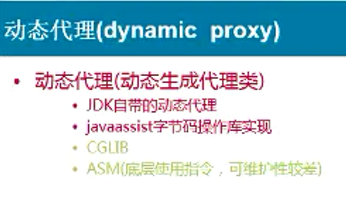 动态代理(dynamic proxy)
动态代理(动态生成代理类)
JDK自带的动态代理
javaassist字节码操作库实现
CGLIB
ASM(底层使用指令，可维护性较差)